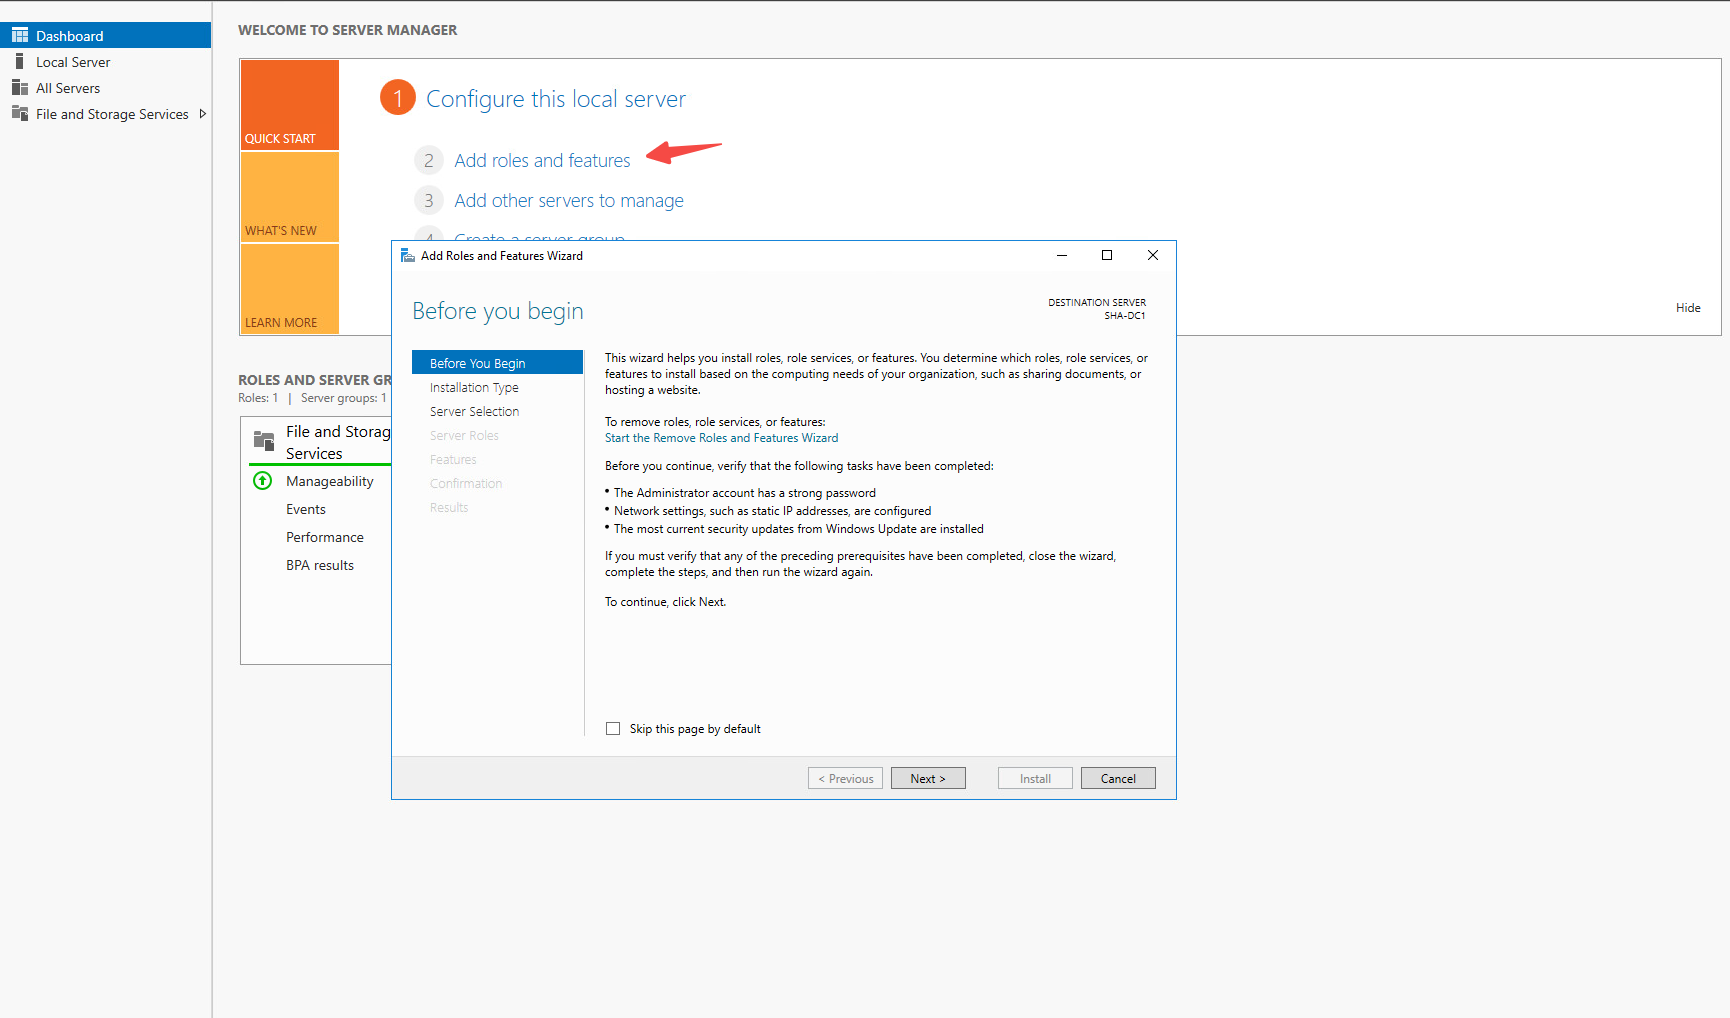 Dashboard
Local Server
All Servers
File and Storage Services
WELCOME TO SERVER MANAGER
QUICK START
WHAT'S NEW
LEARN MORE
1 Configure this local server
2 Add roles and features
3 Add other servers to manage
4 Create a server group
Hide
ROLES AND SERVER GR
Roles: 1 | Server groups: 1
File and Storag
Services
Manageability
Events
Performance
BPA results
Add Roles and Features Wizard
Before you begin
DESTINATION SERVER
SHA-DC1
Before You Begin
Installation Type
Server Selection
Server Roles
Features
Confirmation
Results
This wizard helps you install roles, role services, or features. You determine which roles, role services, or
features to install based on the computing needs of your organization, such as sharing documents, or
hosting a website.
To remove roles, role services, or features:
Start the Remove Roles and Features Wizard
Before you continue, verify that the following tasks have been completed:
• The Administrator account has a strong password
• Network settings, such as static IP addresses, are configured
• The most current security updates from Windows Update are installed
If you must verify that any of the preceding prerequisites have been completed, close the wizard,
complete the steps, and then run the wizard again.
To continue, click Next.
Skip this page by default
< Previous
Next >
Install
Cancel